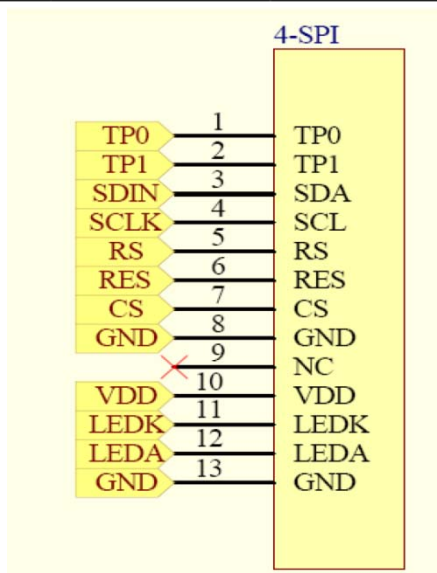 4-SPI
TP0 1 TP0
TP1 2 TP1
SDIN 3 SDA
SCLK 4 SCL
RS 5 RS
RES 6 RES
CS 7 CS
GND 8 GND
9 NC
VDD 10 VDD
LEDK 11 LEDK
LEDA 12 LEDA
GND 13 GND